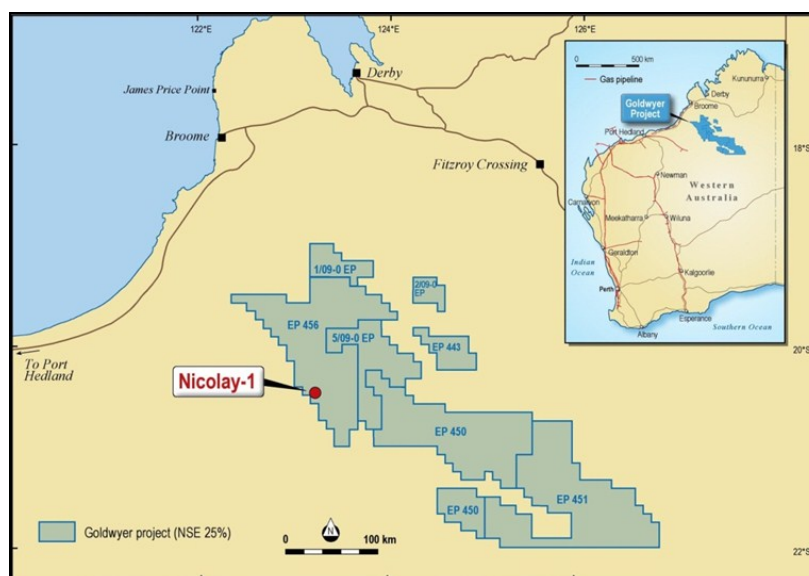 122°E
124°E
126°E
Derby
James Price Point
Broome
Fitzroy Crossing
18°S
1/09-0 EP
2/09-0
EP
EP 456
5/09-0 EP
EP 443
20°S
To Port
Hedland
Nicolay-1
EP 450
EP 451
EP 450
Goldwyer project (NSE 25%)
N
0
100 km
22°S
0 500 km
Gas pipeline
Kununurra
Derby
Broome
Goldwyer
Project
Port Hedland
Newman
Western
Australia
Carnarvon
Meekatharra
Wiluna
Geraldton
Indian
Ocean
Kalgoorlie
Perth
Esperance
Albany
Southern Ocean